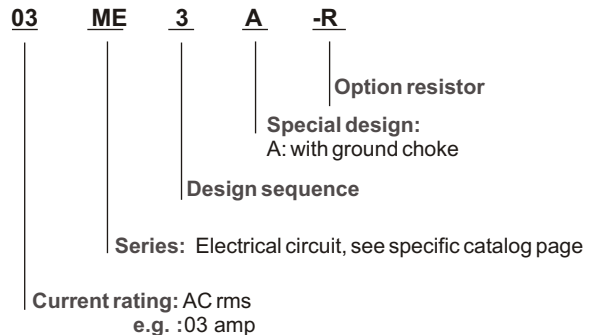 03 ME 3 A -R
Option resistor
Special design:
A: with ground choke
Design sequence
Series: Electrical circuit, see specific catalog page
Current rating: AC rms
e.g. :03 amp